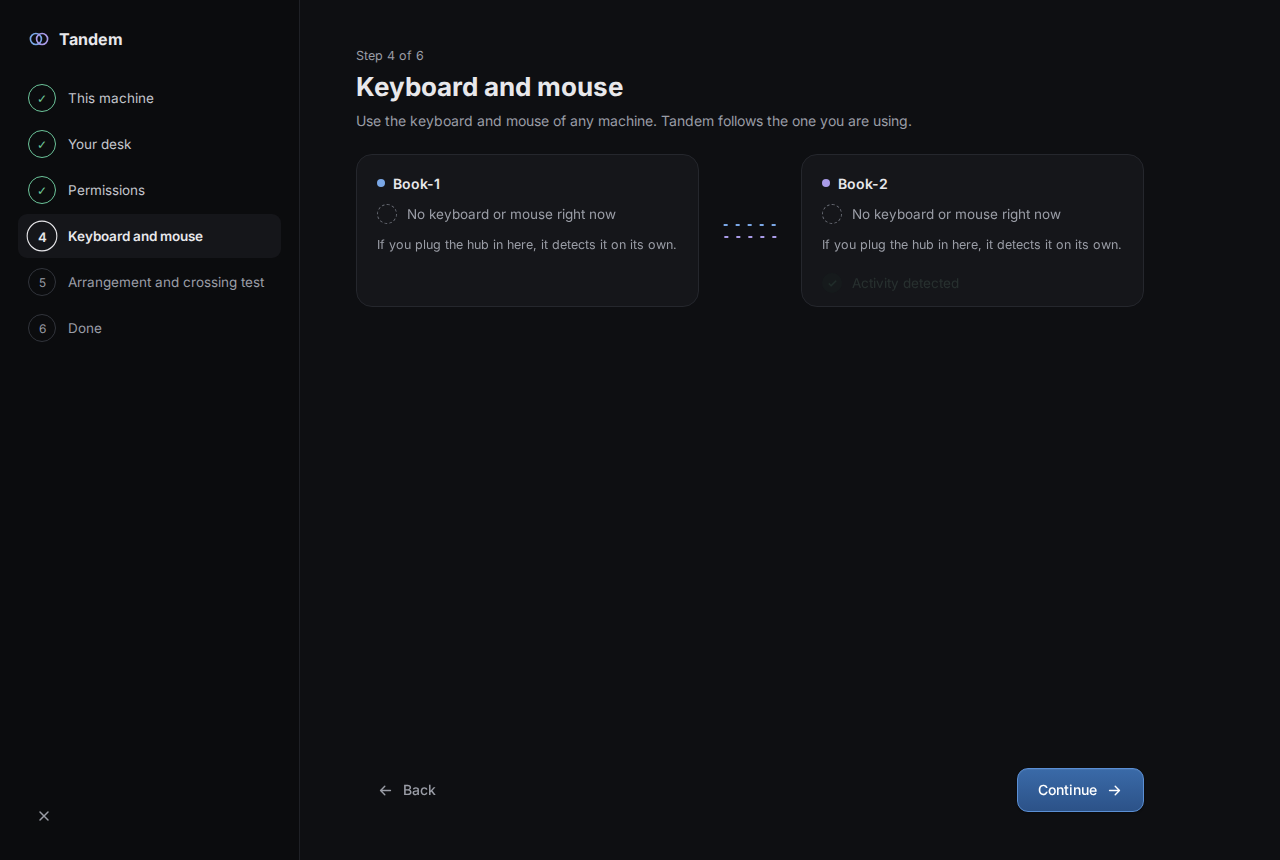 Tandem
✓ This machine
✓ Your desk
✓ Permissions
4 Keyboard and mouse
5 Arrangement and crossing test
6 Done
Step 4 of 6
Keyboard and mouse
Use the keyboard and mouse of any machine. Tandem follows the one you are using.
Book-1
No keyboard or mouse right now
If you plug the hub in here, it detects it on its own.
Book-2
No keyboard or mouse right now
If you plug the hub in here, it detects it on its own.
✓ Activity detected
← Back
Continue →